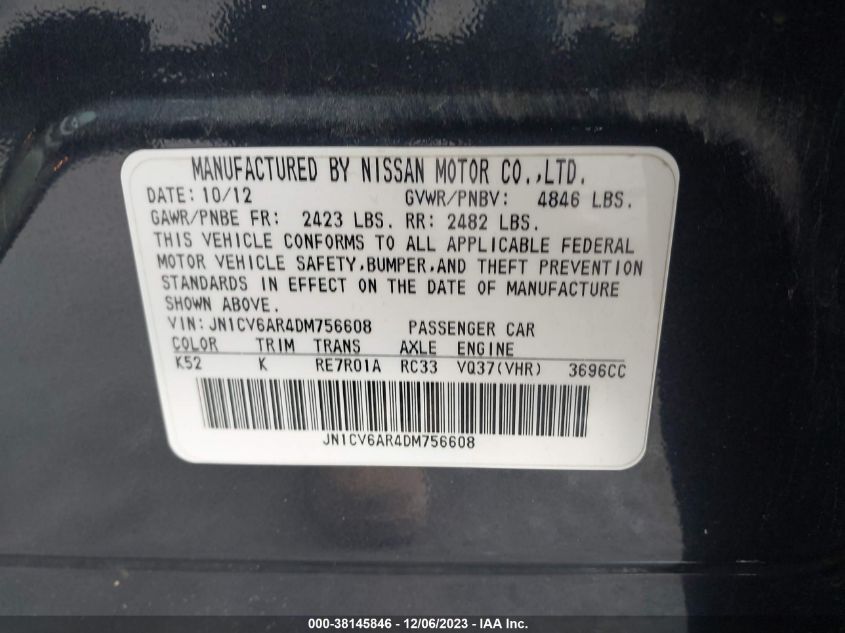 MANUFACTURED BY NISSAN MOTOR CO.,LTD.
DATE: 10/12 GVWR/PNBV: 4846 LBS.
GAWR/PNBE FR: 2423 LBS. RR: 2482 LBS.
THIS VEHICLE CONFORMS TO ALL APPLICABLE FEDERAL
MOTOR VEHICLE SAFETY,BUMPER,AND THEFT PREVENTION
STANDARDS IN EFFECT ON THE DATE OF MANUFACTURE
SHOWN ABOVE.
VIN: JN1CV6AR4DM756608 PASSENGER CAR
COLOR TRIM TRANS AXLE ENGINE
K52 K RE7R01A RC33 VQ37(VHR) 3696CC
JN1CV6AR4DM756608
000-38145846 - 12/06/2023 - IAA Inc.